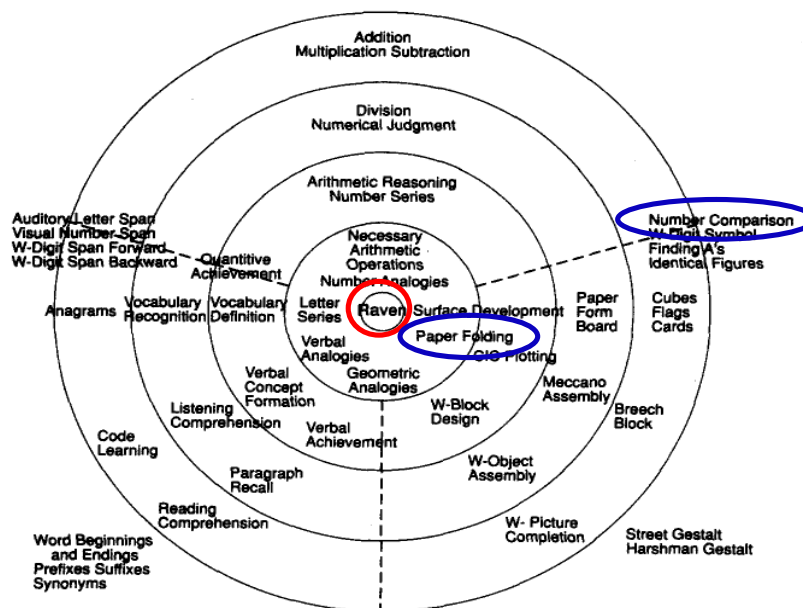 Addition
Multiplication Subtraction
Division
Numerical Judgment
Arithmetic Reasoning
Number Series
Auditory Letter Span
Visual Number Span
W-Digit Span Forward
W-Digit Span Backward
Number Comparison
W-Digit Symbol
Finding A's
Identical Figures
Necessary
Arithmetic
Operations
Quantitive
Achievement
Number Analogies
Anagrams
Vocabulary
Recognition
Vocabulary
Definition
Letter
Series
Raven
Surface Development
Paper
Form
Board
Cubes
Flags
Cards
Paper Folding
Verbal
Analogies
CIC Plotting
Geometric
Analogies
Verbal
Concept
Formation
Meccano
Assembly
W-Block
Design
Listening
Comprehension
Breech
Block
Verbal
Achievement
Code
Learning
Paragraph
Recall
W-Object
Assembly
Reading
Comprehension
W- Picture
Completion
Street Gestalt
Harshman Gestalt
Word Beginnings
and Endings
Prefixes Suffixes
Synonyms